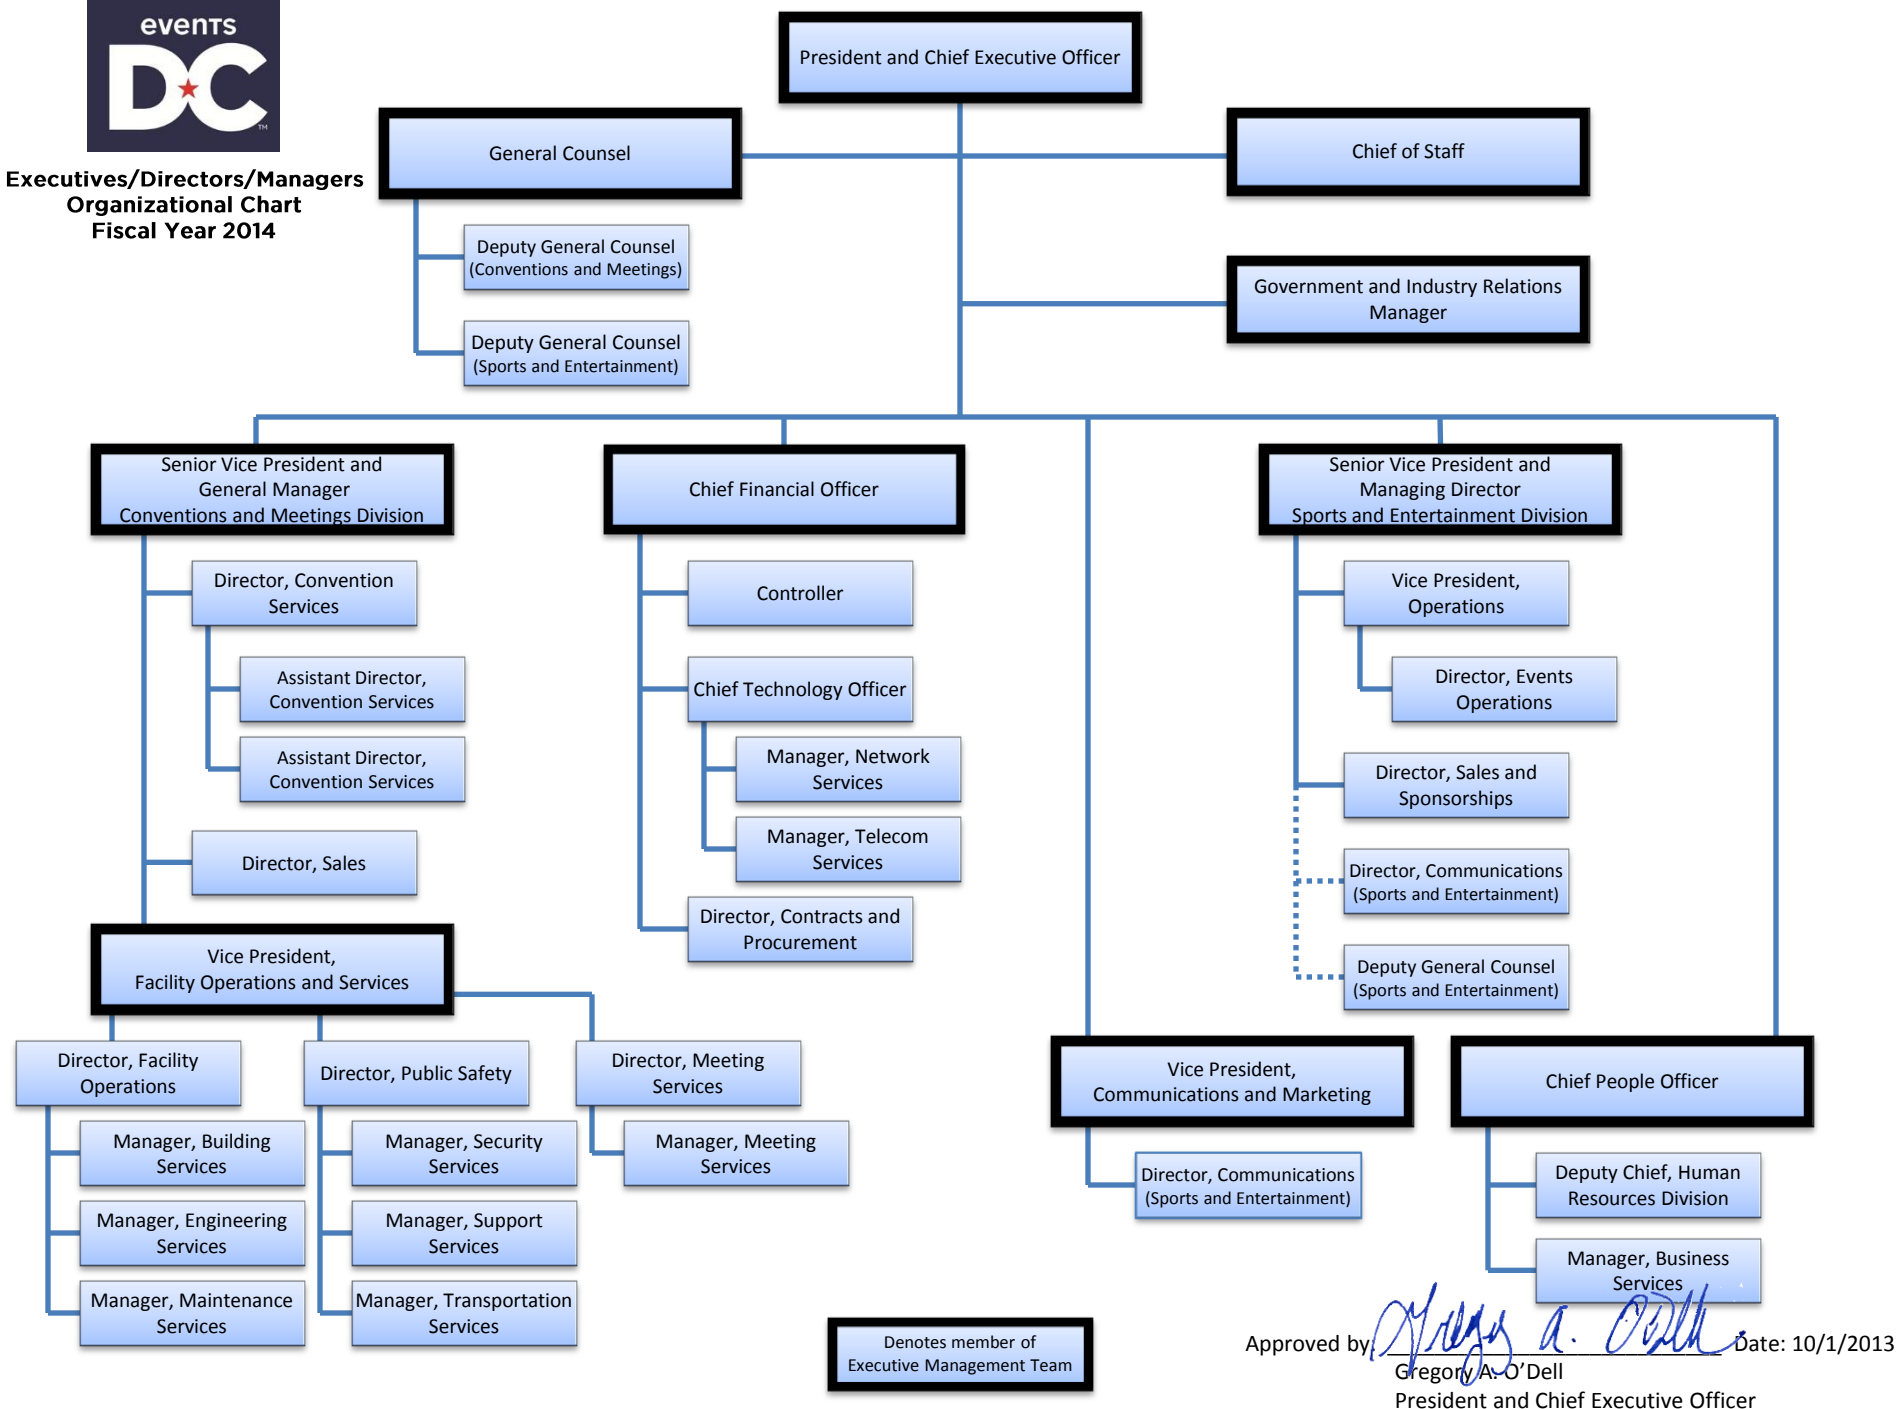 events
DC
TM
Executives/Directors/Managers
Organizational Chart
Fiscal Year 2014
President and Chief Executive Officer
General Counsel
Chief of Staff
Deputy General Counsel
(Conventions and Meetings)
Deputy General Counsel
(Sports and Entertainment)
Government and Industry Relations
Manager
Senior Vice President and
General Manager
Conventions and Meetings Division
Director, Convention
Services
Assistant Director,
Convention Services
Assistant Director,
Convention Services
Director, Sales
Vice President,
Facility Operations and Services
Director, Facility
Operations
Manager, Building
Services
Manager, Engineering
Services
Manager, Maintenance
Services
Director, Public Safety
Manager, Security
Services
Manager, Support
Services
Manager, Transportation
Services
Director, Meeting
Services
Manager, Meeting
Services
Chief Financial Officer
Controller
Chief Technology Officer
Manager, Network
Services
Manager, Telecom
Services
Director, Contracts and
Procurement
Senior Vice President and
Managing Director
Sports and Entertainment Division
Vice President,
Operations
Director, Events
Operations
Director, Sales and
Sponsorships
Director, Communications
(Sports and Entertainment)
Deputy General Counsel
(Sports and Entertainment)
Vice President,
Communications and Marketing
Director, Communications
(Sports and Entertainment)
Chief People Officer
Deputy Chief, Human
Resources Division
Manager, Business
Services
Denotes member of
Executive Management Team
Approved by: Gregory A. O'Dell Date: 10/1/2013
Gregory A. O’Dell
President and Chief Executive Officer